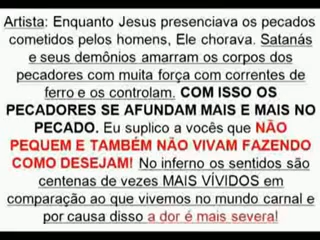 Artista: Enquanto Jesus presenciava os pecados
cometidos pelos homens, Ele chorava. Satanás
e seus demônios amarram os corpos dos
pecadores com muita força com correntes de
ferro e os controlam. COM ISSO OS
PECADORES SE AFUNDAM MAIS E MAIS NO
PECADO. Eu suplico a vocês que NÃO
PEQUEM E TAMBÉM NÃO VIVAM FAZENDO
COMO DESEJAM! No inferno os sentidos são
centenas de vezes MAIS VÍVIDOS em
comparação ao que vivemos no mundo carnal e
por causa disso a dor é mais severa!